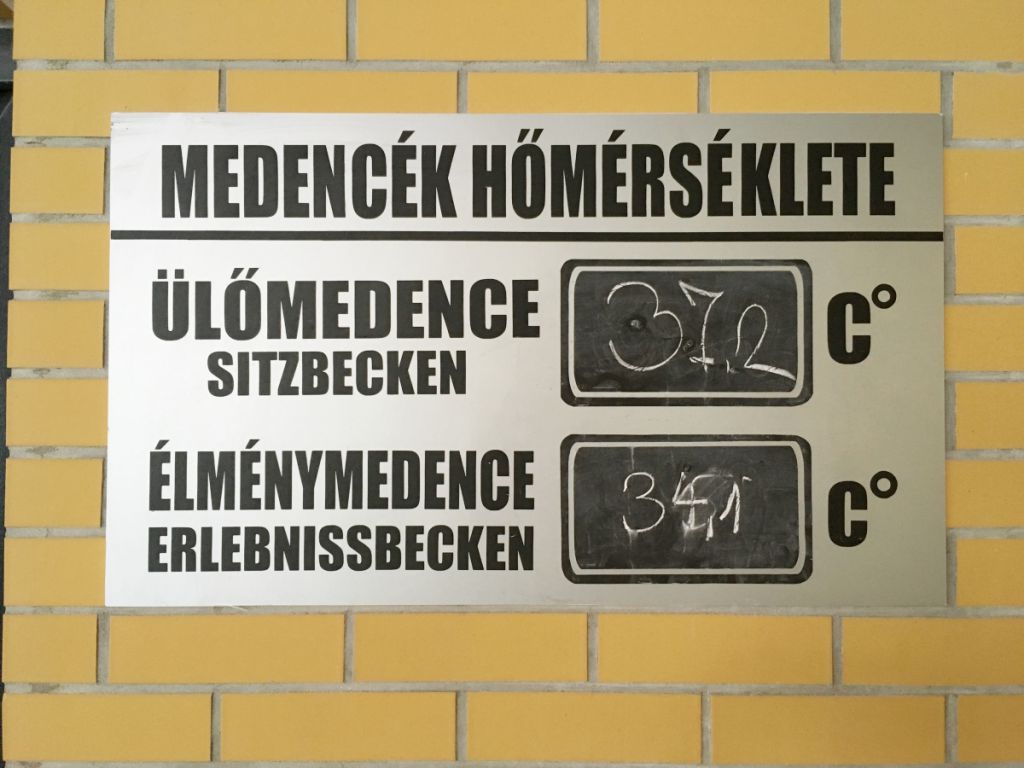 MEDENCÉK HŐMÉRSÉKLETE
ÜLŐMEDENCE 37,2 C°
SITZBECKEN
ÉLMÉNYMEDENCE 34,1 C°
ERLEBNISSBECKEN